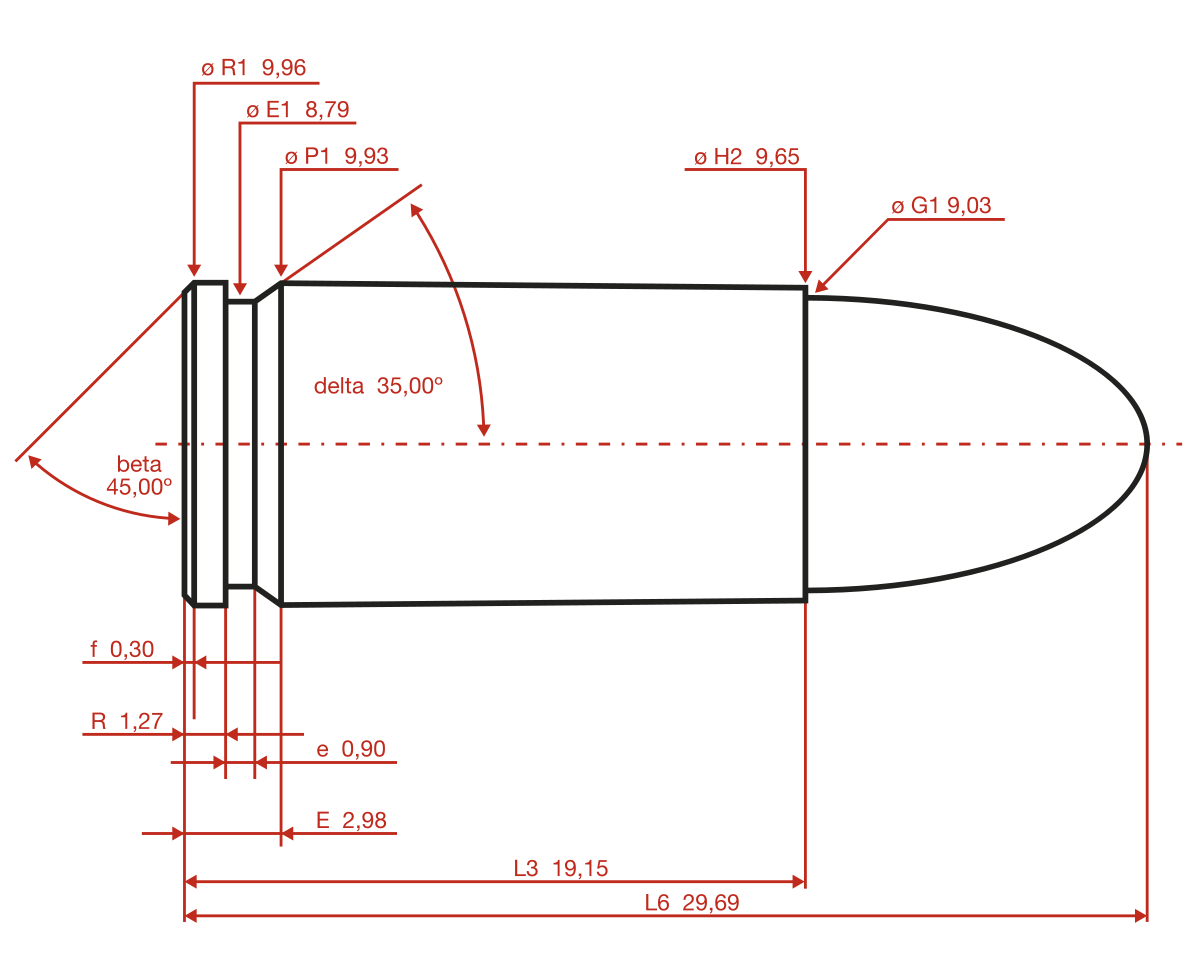 ø R1 9,96
ø E1 8,79
ø P1 9,93
ø H2 9,65
ø G1 9,03
delta 35,00º
beta
45,00º
f 0,30
R 1,27
e 0,90
E 2,98
L3 19,15
L6 29,69